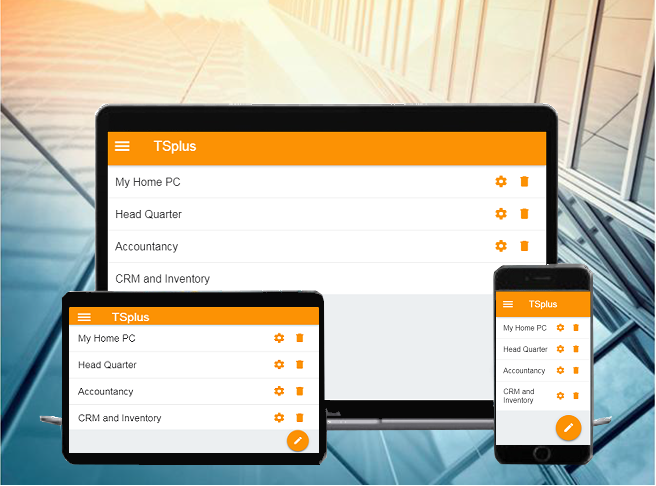 TSplus
My Home PC
Head Quarter
Accountancy
CRM and Inventory
TSplus
My Home PC
Head Quarter
Accountancy
CRM and Inventory
TSplus
My Home PC
Head Quarter
Accountancy
CRM and
Inventory